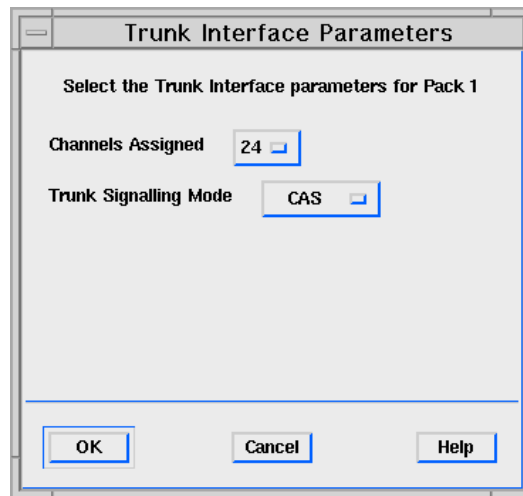 Trunk Interface Parameters
Select the Trunk Interface parameters for Pack 1
Channels Assigned 24
Trunk Signalling Mode CAS
OK Cancel Help